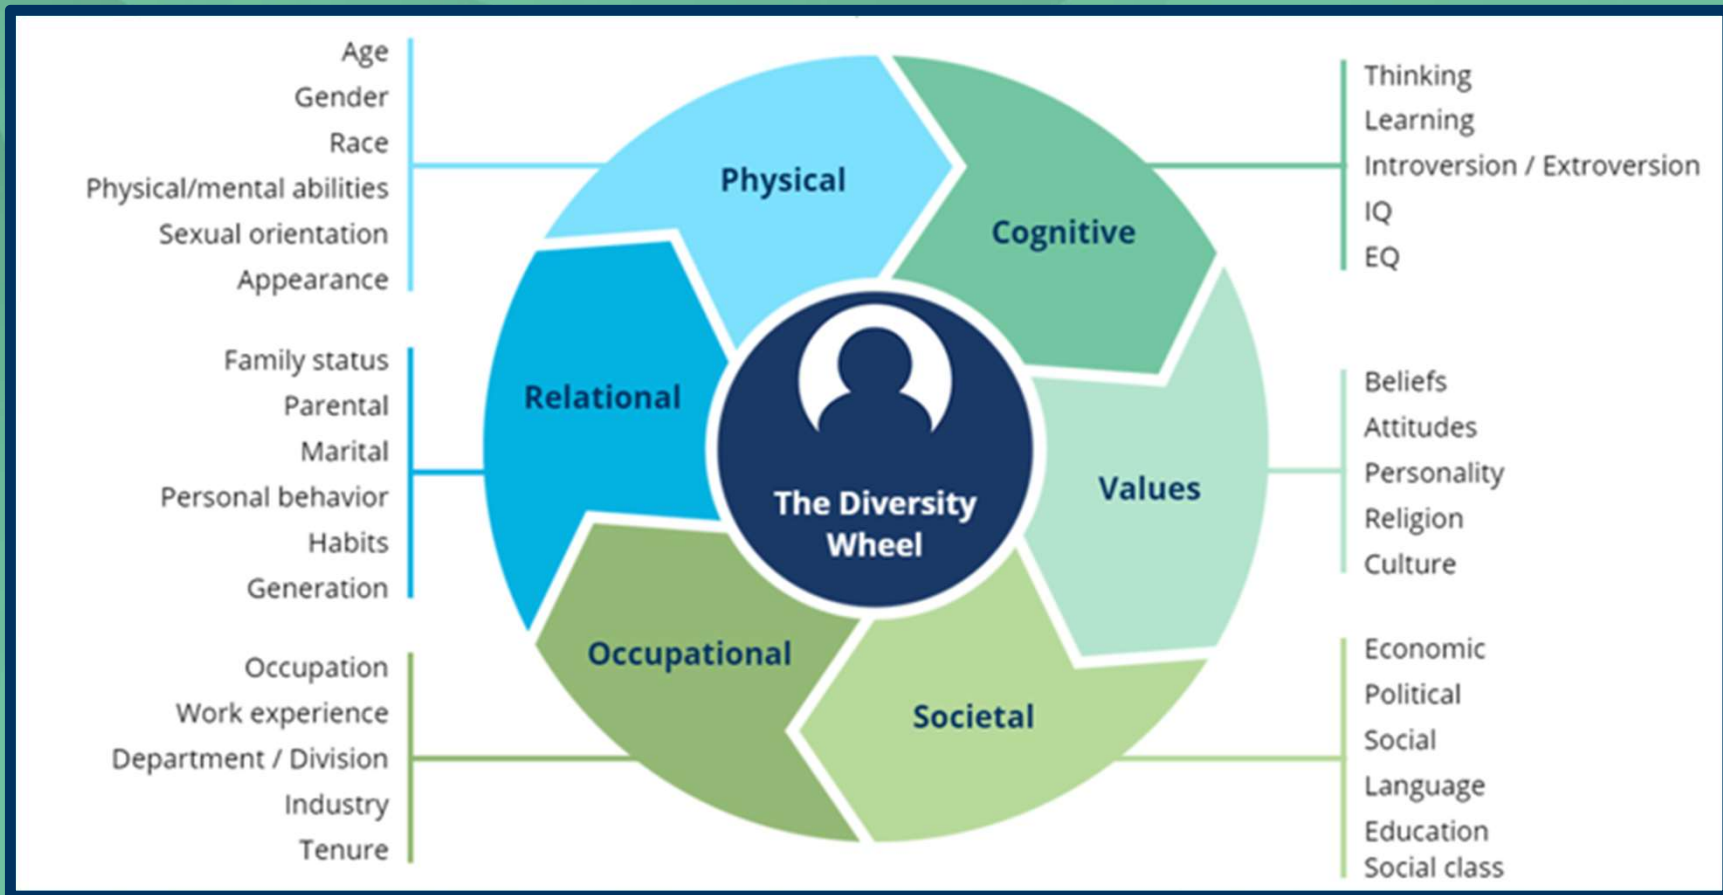 Age
Gender
Race
Physical/mental abilities
Sexual orientation
Appearance
Family status
Parental
Marital
Personal behavior
Habits
Generation
Occupation
Work experience
Department / Division
Industry
Tenure
Physical
Cognitive
Relational
Values
Occupational
Societal
The Diversity
Wheel
Thinking
Learning
Introversion / Extroversion
IQ
EQ
Beliefs
Attitudes
Personality
Religion
Culture
Economic
Political
Social
Language
Education
Social class